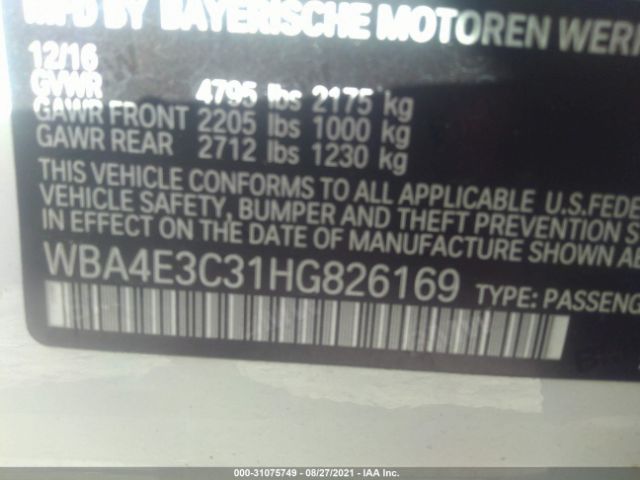 MFD BY BAYERISCHE MOTOREN
12/16
GVWR 4795 lbs 2175 kg
GAWR FRONT 2205 lbs 1000 kg
GAWR REAR 2712 lbs 1230 kg
THIS VEHICLE CONFORMS TO ALL APPLICABLE U.S.FEDE
VEHICLE SAFETY, BUMPER AND THEFT PREVENTION
IN EFFECT ON THE DATE OF MANUFACTURE SHOWN AB
WBA4E3C31HG826169 TYPE: PASSENG
000-31075749 - 08/27/2021 - IAA Inc.